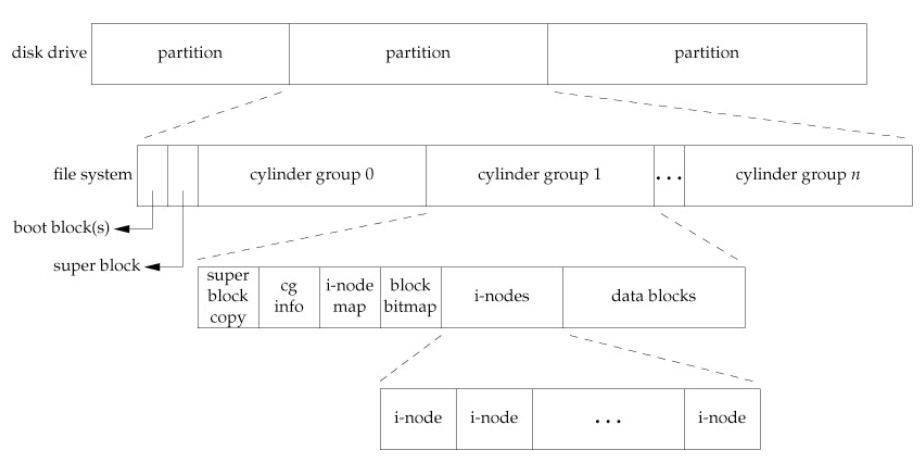 disk drive partition partition partition
file system cylinder group 0 cylinder group 1 ... cylinder group n
boot block(s)
super block
super
block
copy
cg
info
i-node
map
block
bitmap
i-nodes
data blocks
i-node i-node ... i-node